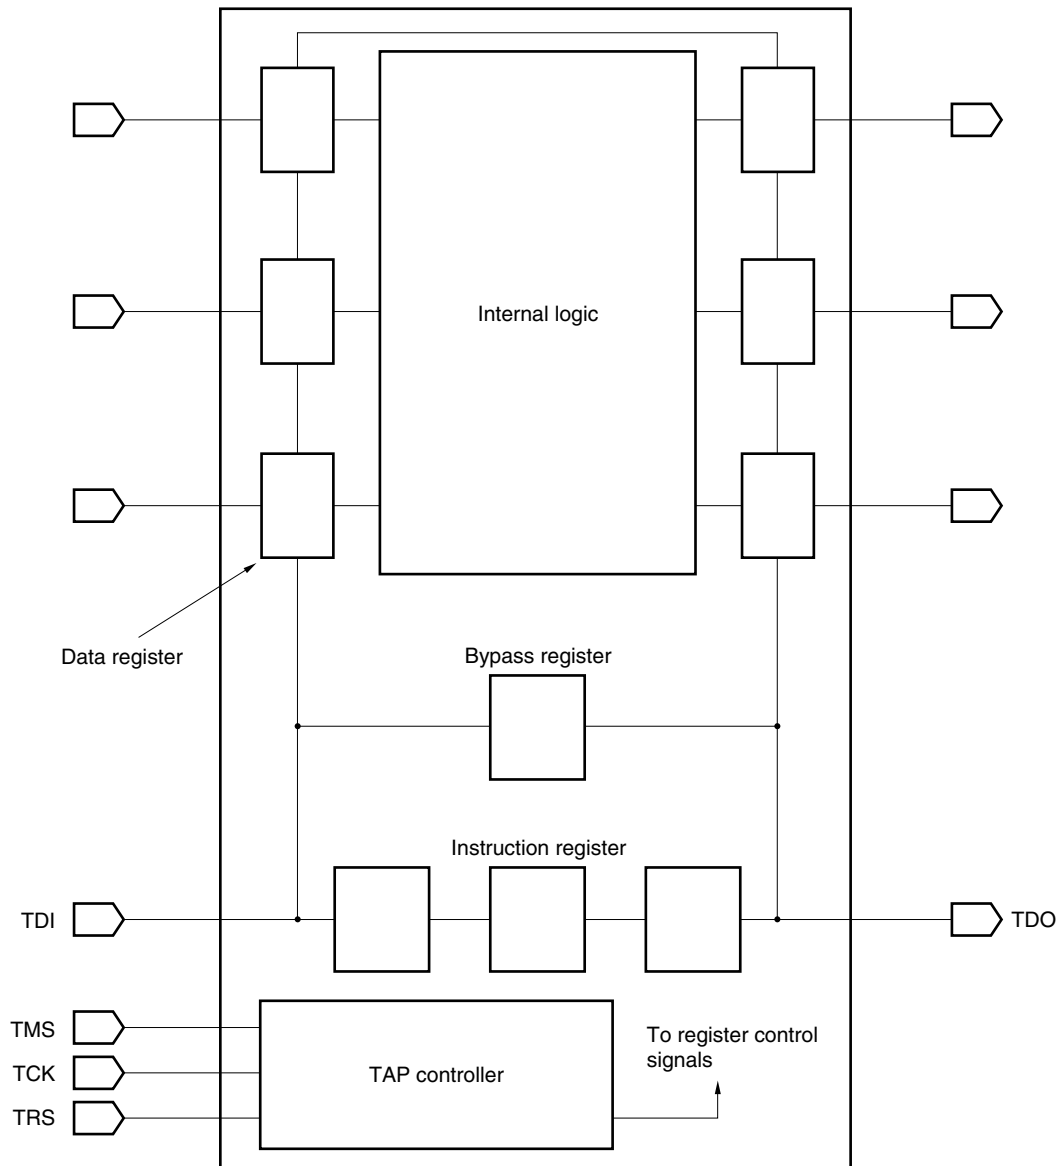 Internal logic
Data register
Bypass register
Instruction register
TDI
TDO
TMS
To register control
signals
TCK
TAP controller
TRS